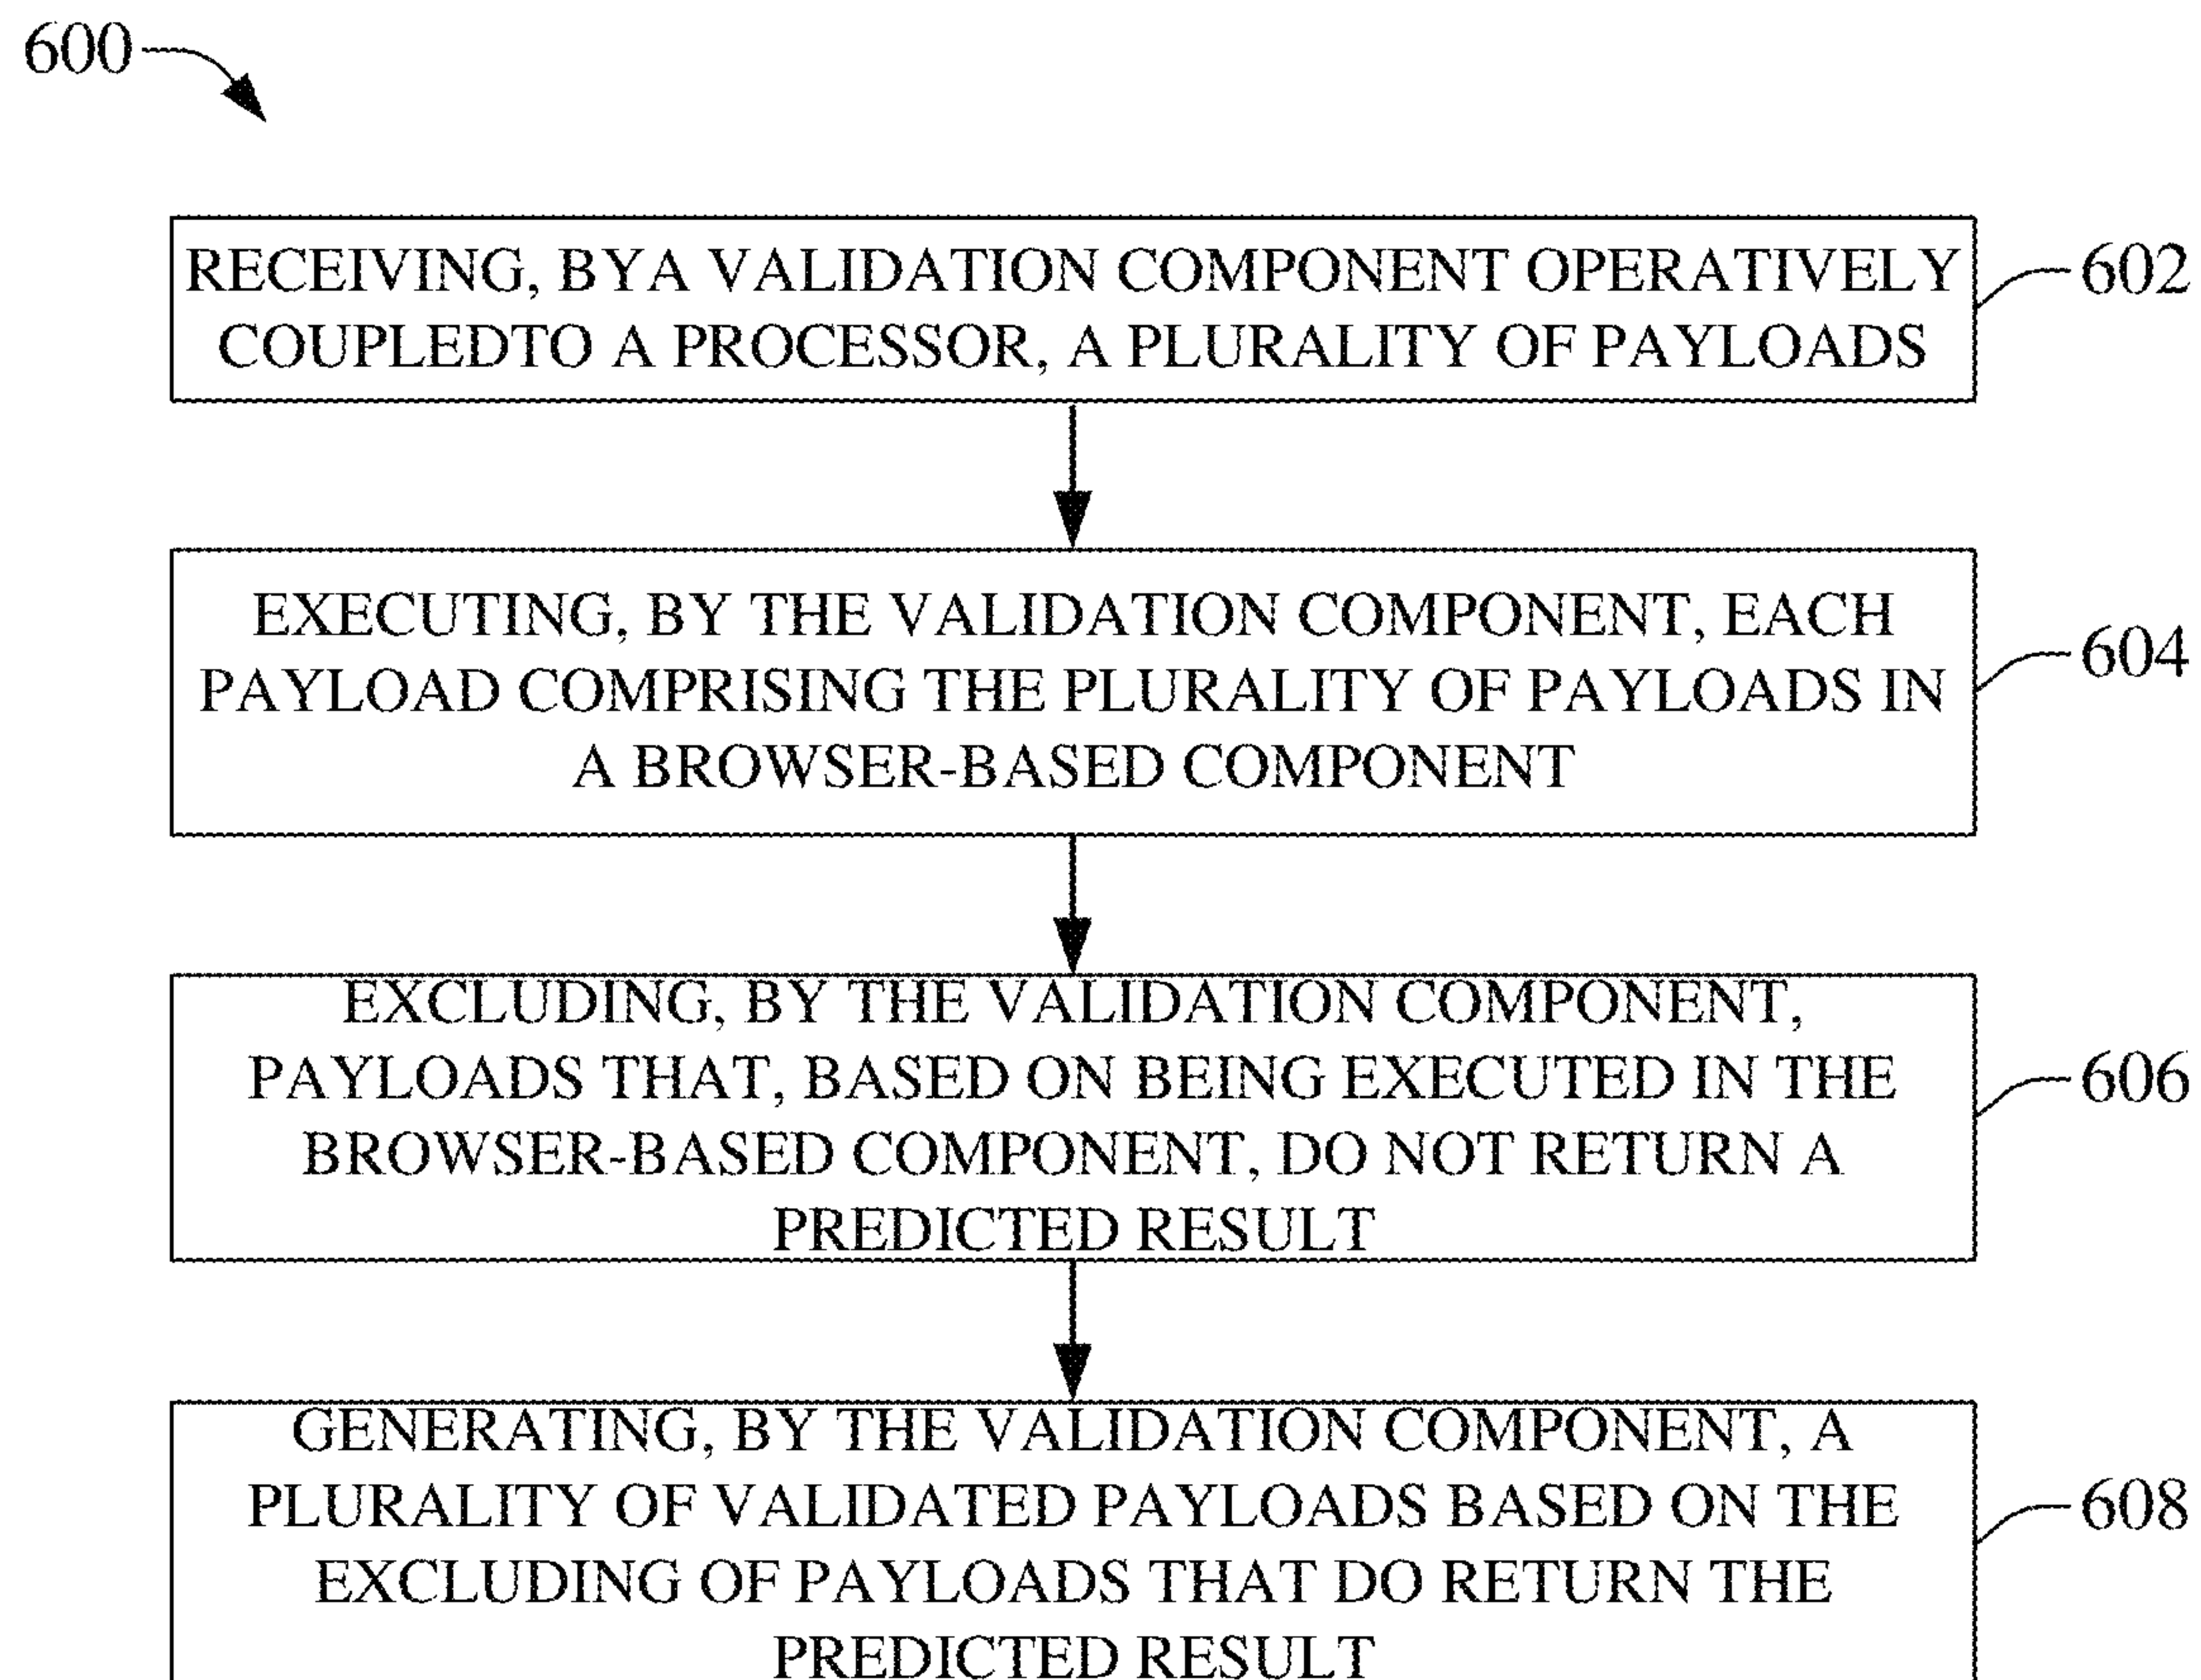 600
RECEIVING, BYA VALIDATION COMPONENT OPERATIVELY
COUPLEDTO A PROCESSOR, A PLURALITY OF PAYLOADS
602
EXECUTING, BY THE VALIDATION COMPONENT, EACH
PAYLOAD COMPRISING THE PLURALITY OF PAYLOADS IN
A BROWSER-BASED COMPONENT
604
EXCLUDING, BY THE VALIDATION COMPONENT,
PAYLOADS THAT, BASED ON BEING EXECUTED IN THE
BROWSER-BASED COMPONENT, DO NOT RETURN A
PREDICTED RESULT
606
GENERATING, BY THE VALIDATION COMPONENT, A
PLURALITY OF VALIDATED PAYLOADS BASED ON THE
EXCLUDING OF PAYLOADS THAT DO RETURN THE
PREDICTED RESULT
608